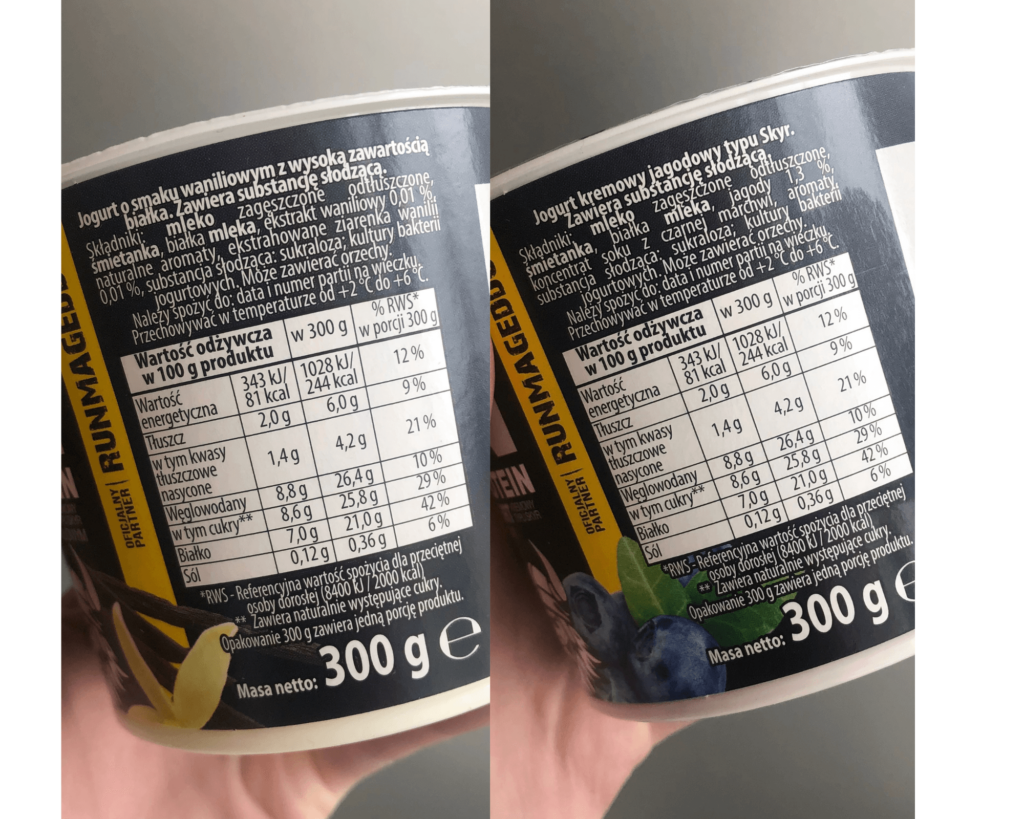 Jogurt o smaku waniliowym z wysoką zawartością
białka. Zawiera substancję słodzącą.
Składniki: mleko zagęszczone odtłuszczone,
śmietanka, białka mleka, ekstrakt waniliowy 0,01 %,
naturalne aromaty, ekstrahowane ziarenka wanilii
0,01 %, substancja słodząca: sukraloza; kultury bakterii
jogurtowych. Może zawierać orzechy.
Należy spożyć do: data i numer partii na wieczku.
Przechowywać w temperaturze od +2 °C do +6 °C.
Wartość odżywcza w 100 g produktu w 300 g % RWS* w porcji 300 g
Wartość energetyczna 343 kJ/ 81 kcal 1028 kJ/ 244 kcal 12 %
Tłuszcz 2,0 g 6,0 g 9 %
w tym kwasy tłuszczowe nasycone 1,4 g 4,2 g 21 %
Węglowodany 8,8 g 26,4 g 10 %
w tym cukry** 8,6 g 25,8 g 29 %
Białko 7,0 g 21,0 g 42 %
Sól 0,12 g 0,36 g 6 %
*RWS - Referencyjna wartość spożycia dla przeciętnej
osoby dorosłej (8400 kJ / 2000 kcal)
** Zawiera naturalnie występujące cukry.
Opakowanie 300 g zawiera jedną porcję produktu.
Masa netto: 300 g e
OFICJALNY
PARTNER
Jogurt kremowy jagodowy typu Skyr.
Zawiera substancję słodzącą.
Składniki: mleko zagęszczone odtłuszczone,
śmietanka, białka mleka, jagody 1,3 %,
koncentrat soku z czarnej marchwi, aromaty,
substancja słodząca: sukraloza; kultury bakterii
jogurtowych. Może zawierać orzechy.
Należy spożyć do: data i numer partii na wieczku.
Przechowywać w temperaturze od +2 °C do +6 °C.
Wartość odżywcza w 100 g produktu w 300 g % RWS* w porcji 300 g
Wartość energetyczna 343 kJ/ 81 kcal 1028 kJ/ 244 kcal 12 %
Tłuszcz 2,0 g 6,0 g 9 %
w tym kwasy tłuszczowe nasycone 1,4 g 4,2 g 21 %
Węglowodany 8,8 g 26,4 g 10 %
w tym cukry** 8,6 g 25,8 g 29 %
Białko 7,0 g 21,0 g 42 %
Sól 0,12 g 0,36 g 6 %
*RWS - Referencyjna wartość spożycia dla przeciętnej
osoby dorosłej (8400 kJ / 2000 kcal)
** Zawiera naturalnie występujące cukry.
Opakowanie 300 g zawiera jedną porcję produktu.
Masa netto: 300 g e
OFICJALNY
PARTNER